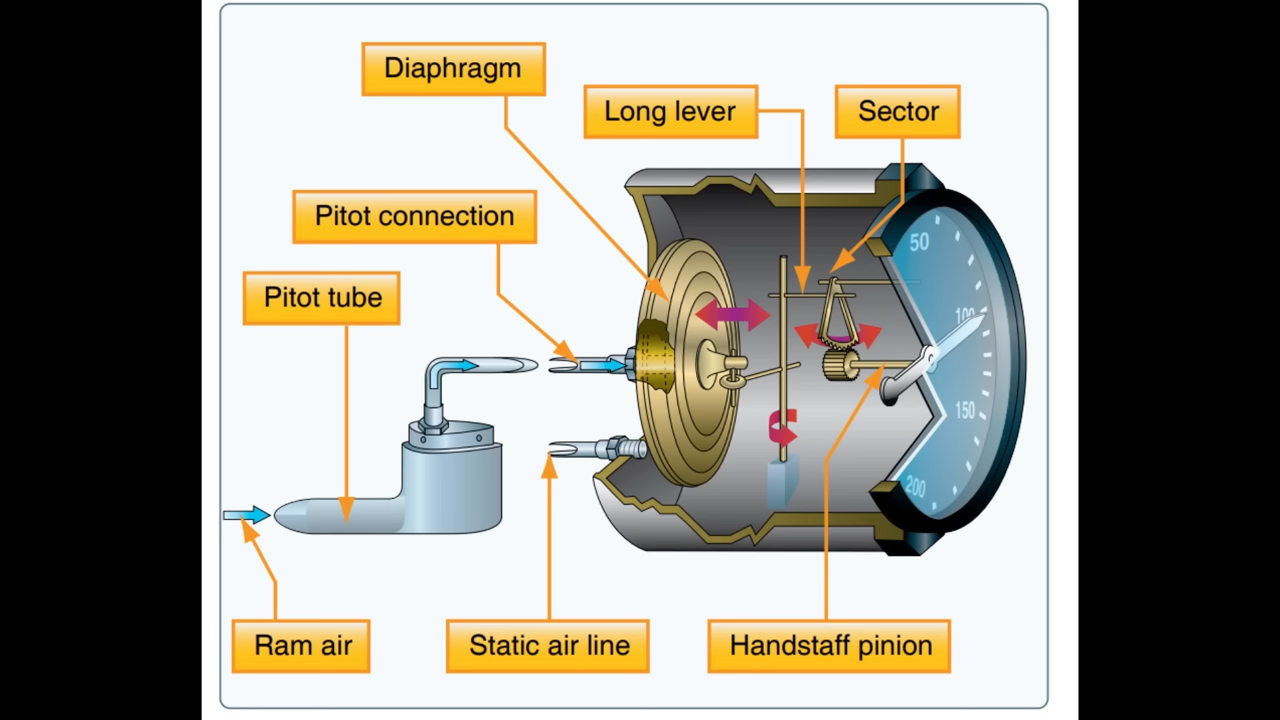 Diaphragm
Long lever
Sector
Pitot connection
Pitot tube
50
100
150
200
Ram air
Static air line
Handstaff pinion